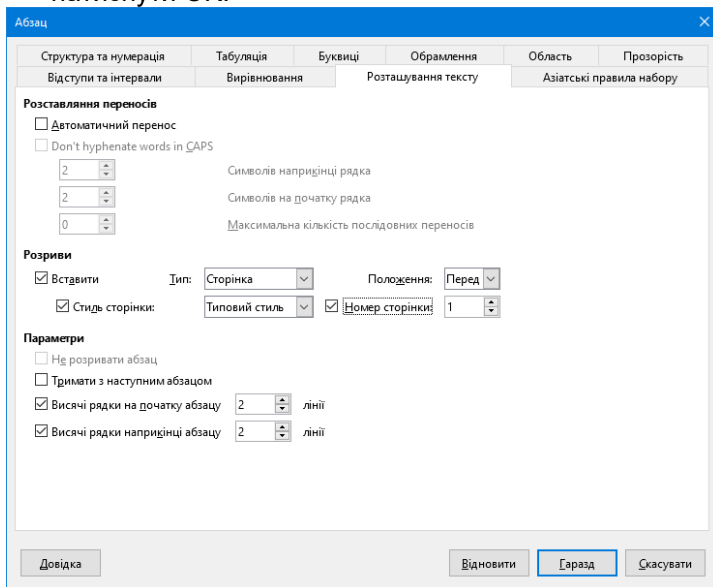 натиснути ОК.
Абзац
Структура та нумерація Табуляція Буквиці Обрамлення Область Прозорість
Відступи та інтервали Вирівнювання Розташування тексту Азіатські правила набору
Розставляння переносів
Автоматичний перенос
Don't hyphenate words in CAPS
2 Символів наприкінці рядка
2 Символів на початку рядка
0 Максимальна кількість послідовних переносів
Розриви
Вставити Тип: Сторінка Положення: Перед
Стиль сторінки: Типовий стиль Номер сторінки: 1
Параметри
Не розривати абзац
Тримати з наступним абзацом
Висячі рядки на початку абзацу 2 лінії
Висячі рядки наприкінці абзацу 2 лінії
Довідка Відновити Гаразд Скасувати